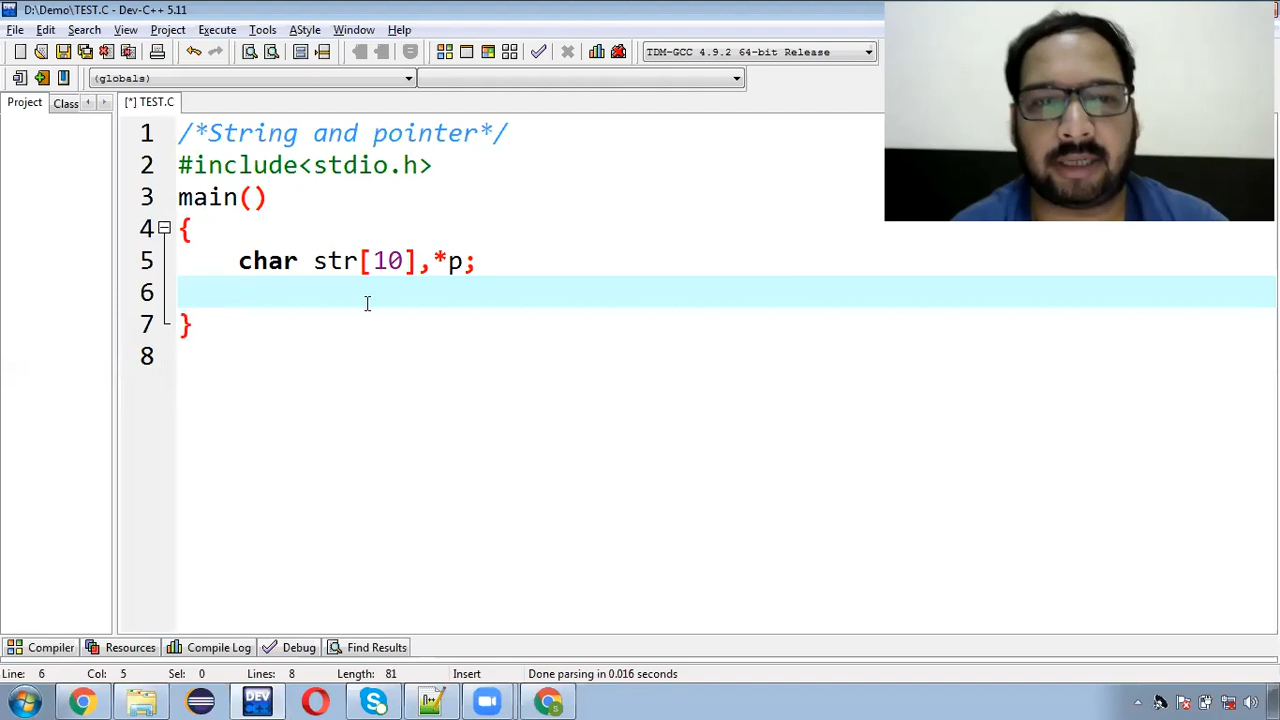 D:\Demo\TEST.C - Dev-C++ 5.11
File Edit Search View Project Execute Tools AStyle Window Help
TDM-GCC 4.9.2 64-bit Release
(globals)
Project Class [*] TEST.C
1 /*String and pointer*/
2 #include<stdio.h>
3 main()
4 {
5 char str[10],*p;
6
7 }
8
Compiler Resources Compile Log Debug Find Results
Line: 6 Col: 5 Sel: 0 Lines: 8 Length: 81 Insert Done parsing in 0.016 seconds
DEV C++